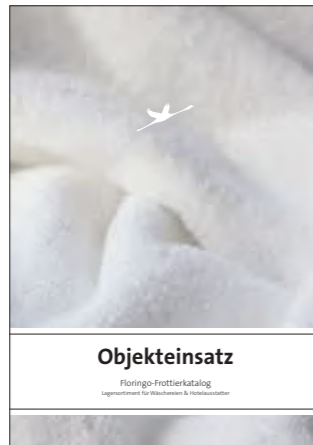 Objekteinsatz
Floringo-Frottierkatalog
Lagersortiment für Wäschereien & Hotelausstatter